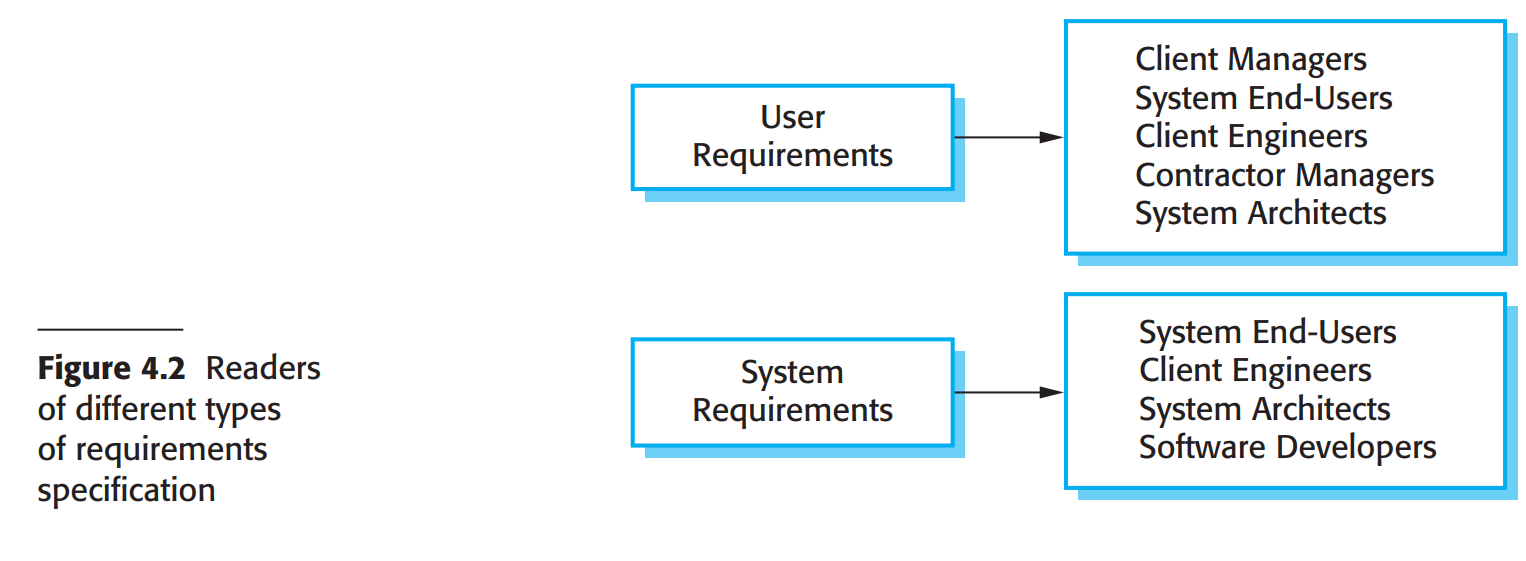 User
Requirements
Client Managers
System End-Users
Client Engineers
Contractor Managers
System Architects
System
Requirements
System End-Users
Client Engineers
System Architects
Software Developers
Figure 4.2 Readers
of different types
of requirements
specification